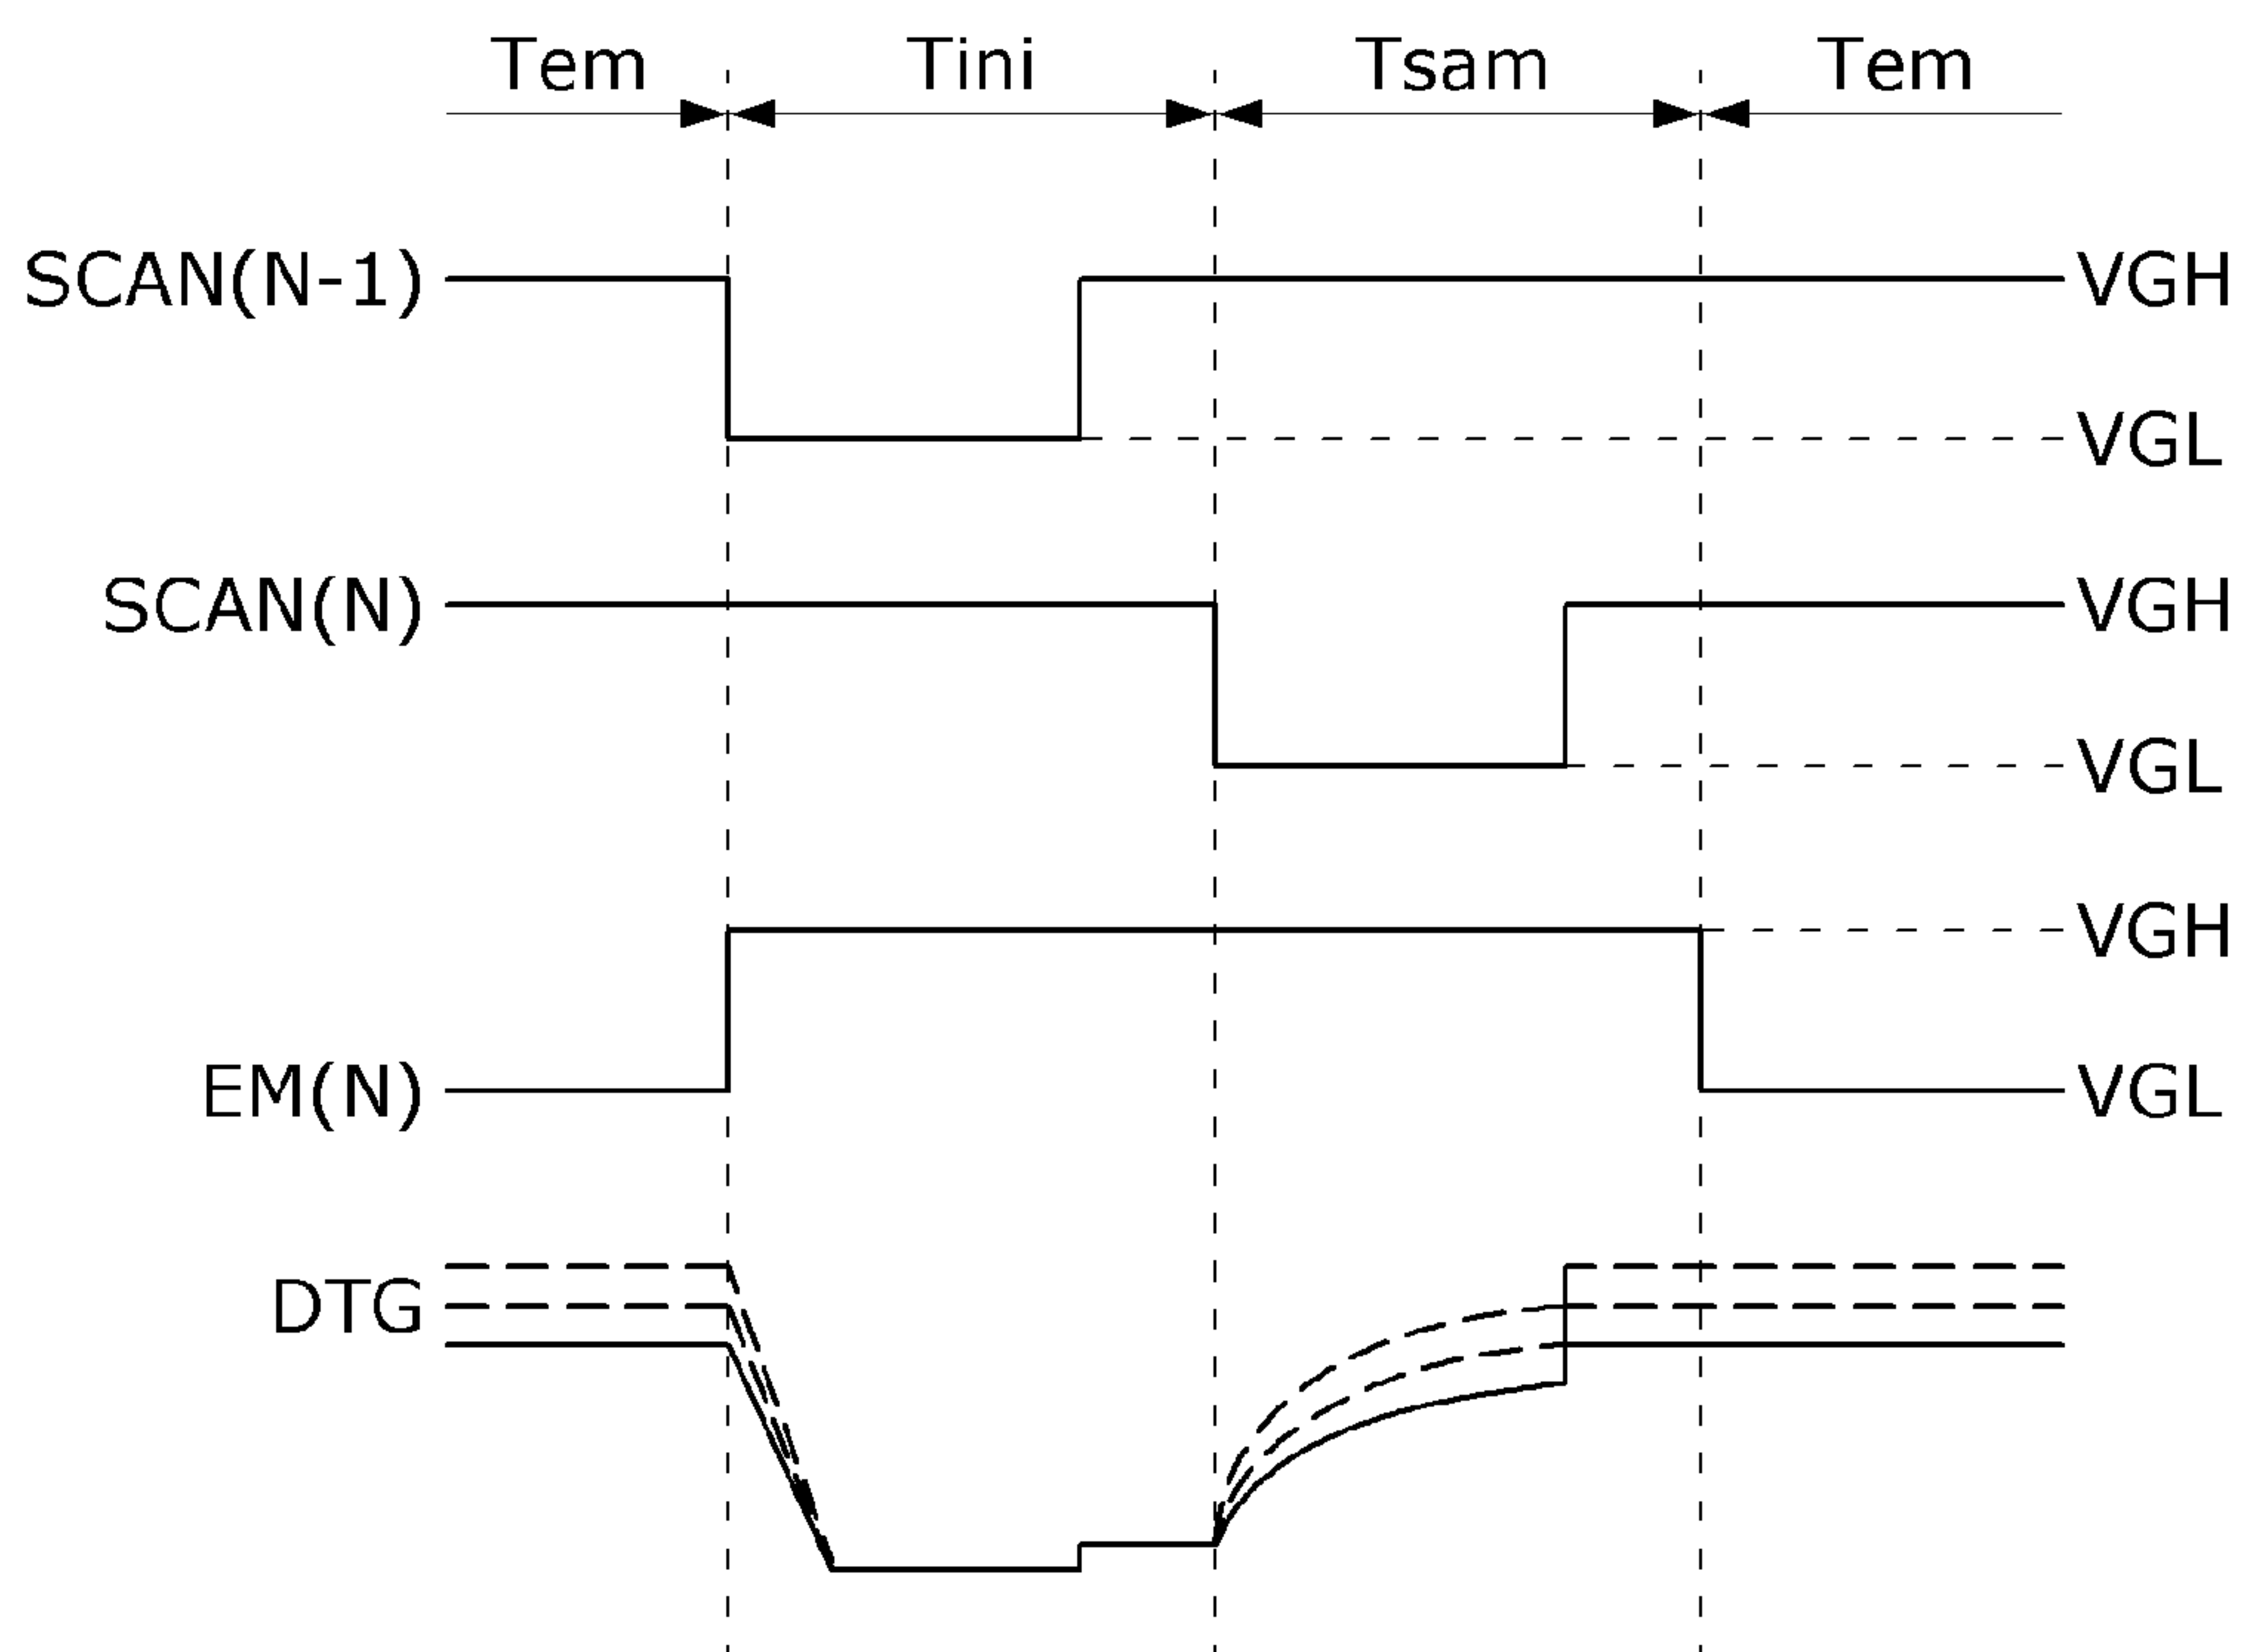 Tem Tini Tsam Tem
SCAN(N-1) VGH
VGL
SCAN(N) VGH
VGL
VGH
EM(N) VGL
DTG